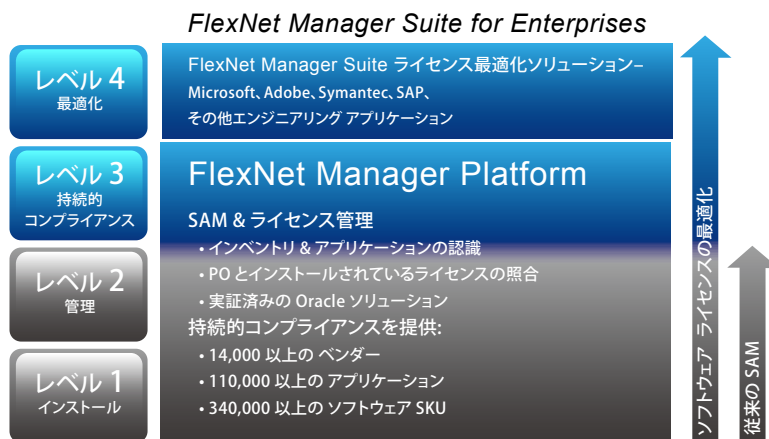 FlexNet Manager Suite for Enterprises
レベル 4
最適化
FlexNet Manager Suite ライセンス最適化ソリューション–
Microsoft、Adobe、Symantec、SAP、
その他エンジニアリング アプリケーション
レベル 3
持続的
コンプライアンス
レベル 2
管理
レベル 1
インストール
FlexNet Manager Platform
SAM & ライセンス管理
• インベントリ & アプリケーションの認識
• PO とインストールされているライセンスの照合
• 実証済みの Oracle ソリューション
持続的コンプライアンスを提供:
• 14,000 以上の ベンダー
• 110,000 以上の アプリケーション
• 340,000 以上の ソフトウェア SKU
ソフトウェア ライセンスの最適化
従来の SAM